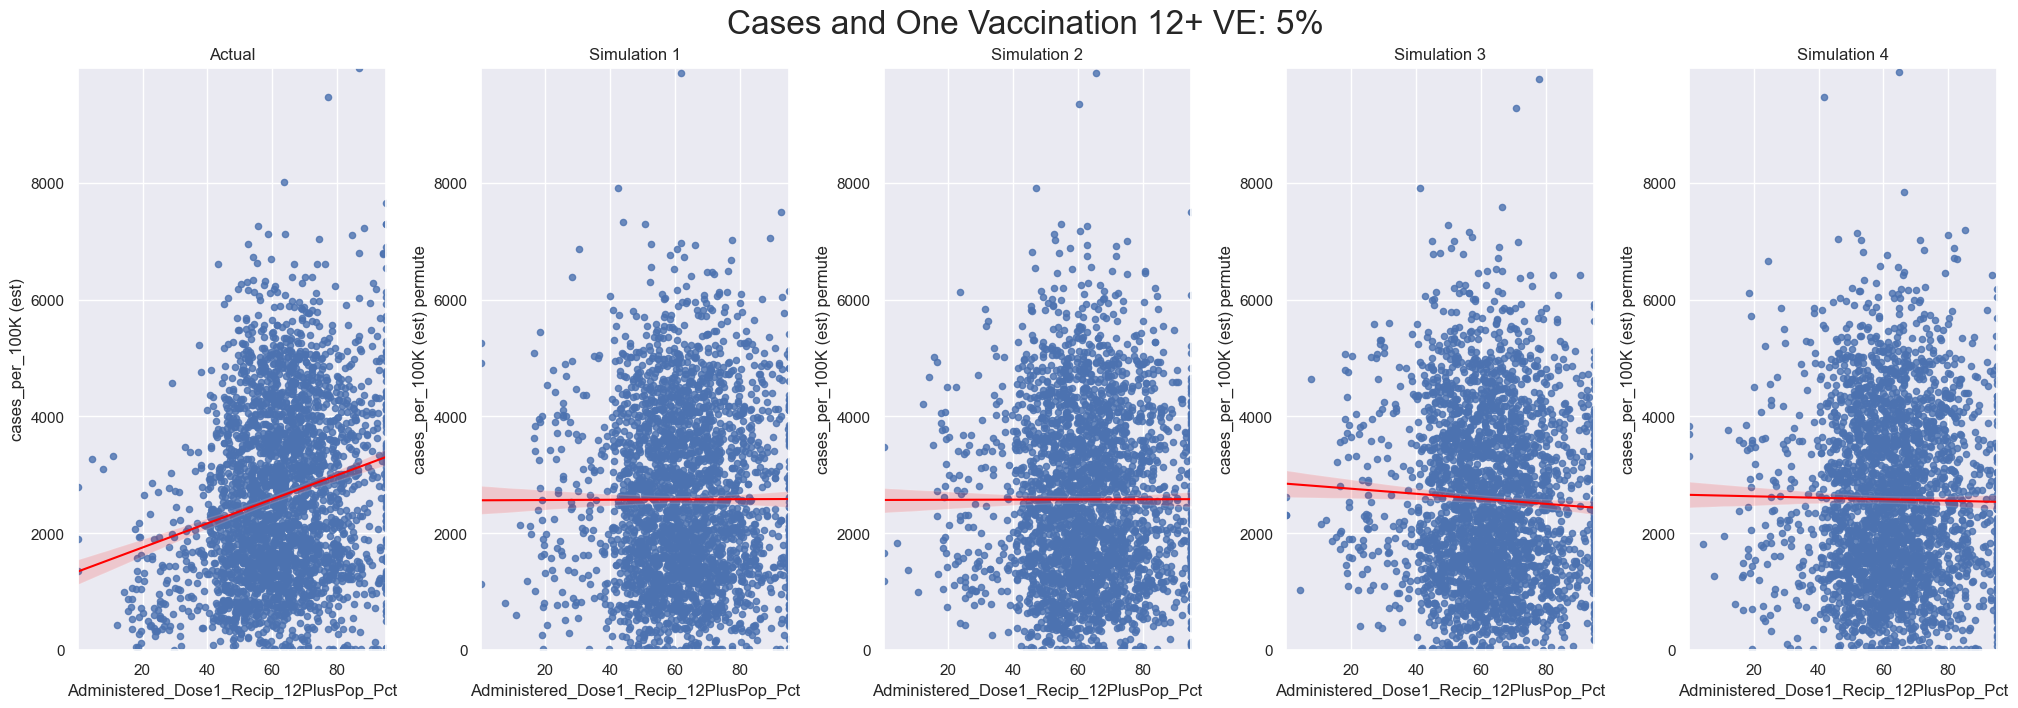 Cases and One Vaccination 12+ VE: 5%
Actual
cases_per_100K (est)
8000
6000
4000
2000
0
20 40 60 80
Administered_Dose1_Recip_12PlusPop_Pct
Simulation 1
cases_per_100K (est) permute
8000
6000
4000
2000
0
20 40 60 80
Administered_Dose1_Recip_12PlusPop_Pct
Simulation 2
cases_per_100K (est) permute
8000
6000
4000
2000
0
20 40 60 80
Administered_Dose1_Recip_12PlusPop_Pct
Simulation 3
cases_per_100K (est) permute
8000
6000
4000
2000
0
20 40 60 80
Administered_Dose1_Recip_12PlusPop_Pct
Simulation 4
cases_per_100K (est) permute
8000
6000
4000
2000
0
20 40 60 80
Administered_Dose1_Recip_12PlusPop_Pct